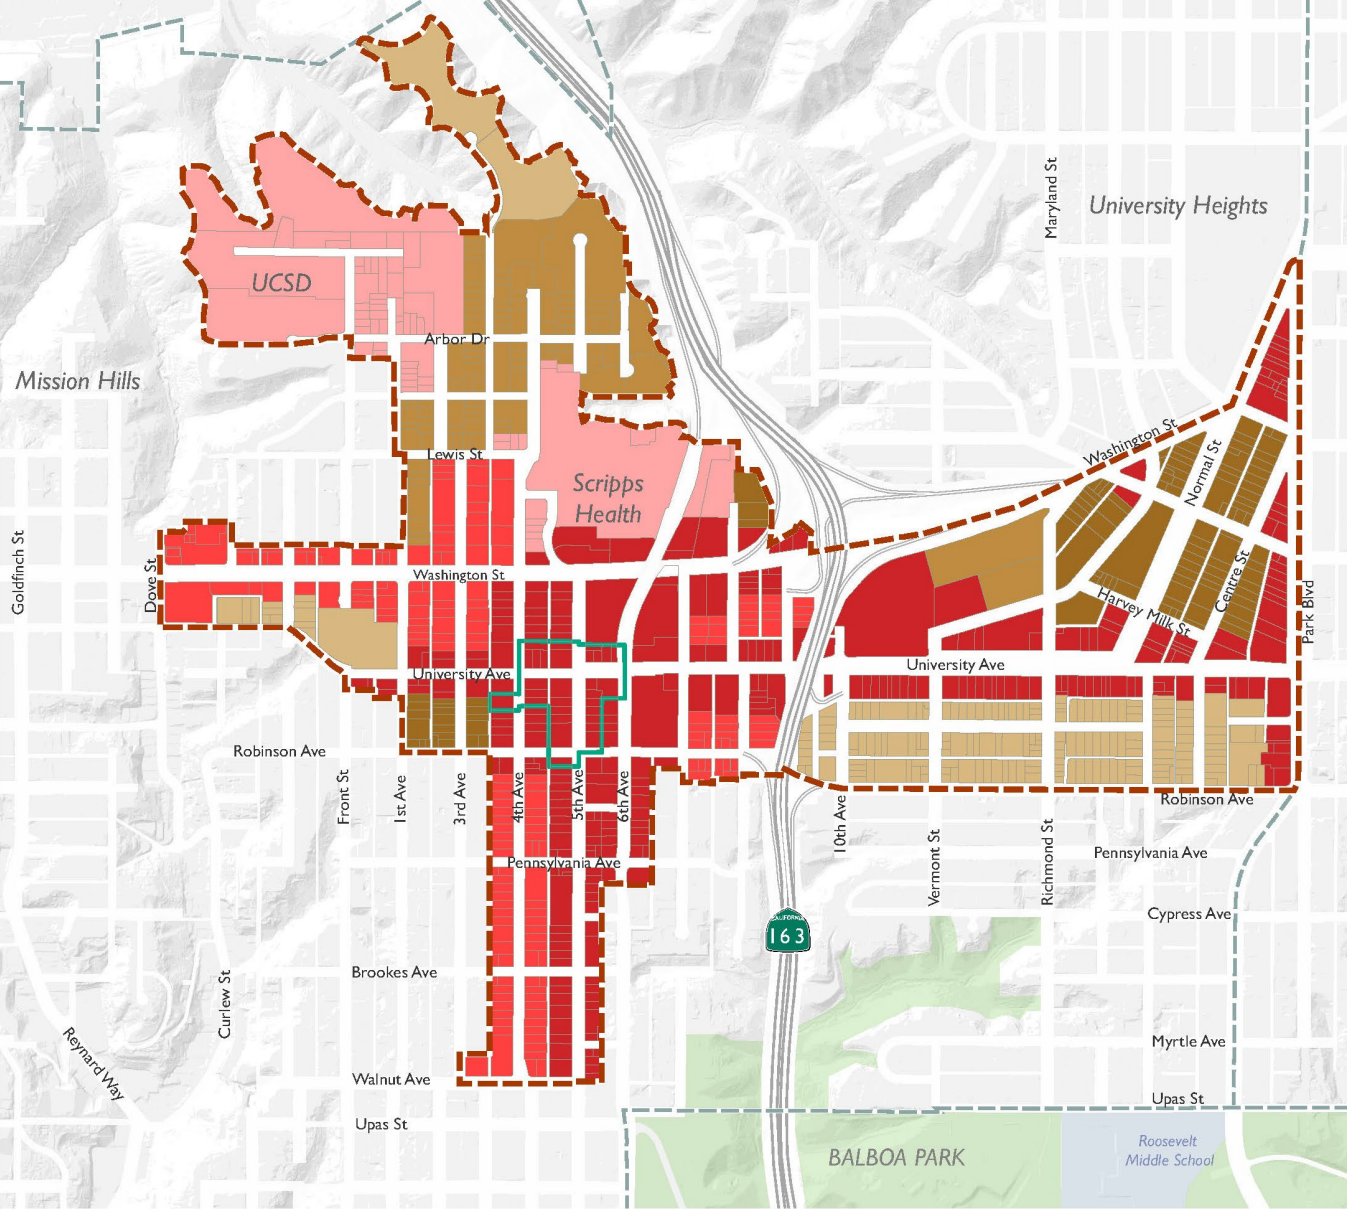 Maryland St
University Heights
UCSD
Arbor Dr
Mission Hills
Washington St
Normal St
Lewis St
Scripps
Health
Goldfinch St
Dove St
Washington St
Centre St
Harvey Milk St
Park Blvd
University Ave
University Ave
Robinson Ave
Front St
1st Ave
3rd Ave
4th Ave
5th Ave
6th Ave
10th Ave
Robinson Ave
Vermont St
Richmond St
Pennsylvania Ave
Pennsylvania Ave
CALIFORNIA
163
Cypress Ave
Brookes Ave
Curlew St
Reynard Way
Myrtle Ave
Walnut Ave
Upas St
Upas St
BALBOA PARK
Roosevelt
Middle School